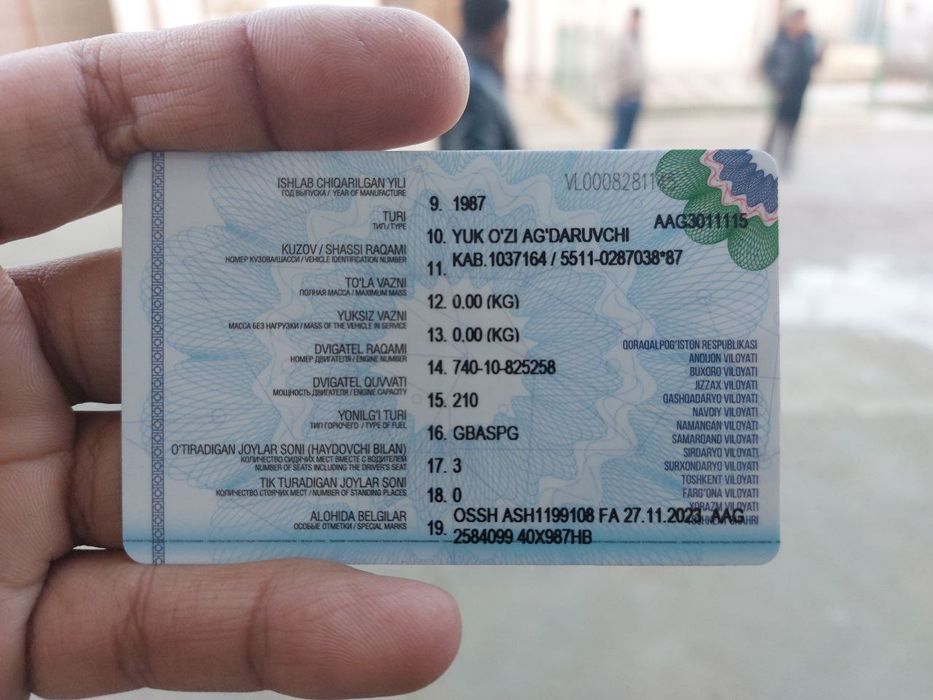 VL0008281
ISHLAB CHIQARILGAN YILI
ГОД ВЫПУСКА / YEAR OF MANUFACTURE
9. 1987
AAG3011115
TURI
ТИП / TYPE
10. YUK O'ZI AG'DARUVCHI
KUZOV / SHASSI RAQAMI
НОМЕР КУЗОВА/ШАССИ / VEHICLE IDENTIFICATION NUMBER
11. KAB.1037164 / 5511-0287038*87
TO'LA VAZNI
ПОЛНАЯ МАССА / MAXIMUM MASS
12. 0.00 (KG)
YUKSIZ VAZNI
МАССА БЕЗ НАГРУЗКИ / MASS OF THE VEHICLE IN SERVICE
13. 0.00 (KG)
DVIGATEL RAQAMI
НОМЕР ДВИГАТЕЛЯ / ENGINE NUMBER
14. 740-10-825258
DVIGATEL QUVVATI
МОЩНОСТЬ ДВИГАТЕЛЯ / ENGINE CAPACITY
15. 210
YONILG'I TURI
ТИП ГОРЮЧЕГО / TYPE OF FUEL
16. GBASPG
O'TIRADIGAN JOYLAR SONI (HAYDOVCHI BILAN)
КОЛИЧЕСТВО СИДЯЧИХ МЕСТ ВМЕСТЕ С ВОДИТЕЛЕМ
NUMBER OF SEATS INCLUDING THE DRIVER'S SEAT
17. 3
TIK TURADIGAN JOYLAR SONI
КОЛИЧЕСТВО СТОЯЧИХ МЕСТ / NUMBER OF STANDING PLACES
18. 0
ALOHIDA BELGILAR
ОСОБЫЕ ОТМЕТКИ / SPECIAL MARKS
19. OSSH ASH1199108 FA 27.11.2023 AAG
2584099 40X987HB
QORAQALPOG'ISTON RESPUBLIKASI
ANDIJON VILOYATI
BUXORO VILOYATI
JIZZAX VILOYATI
QASHQADARYO VILOYATI
NAVOIY VILOYATI
NAMANGAN VILOYATI
SAMARQAND VILOYATI
SIRDARYO VILOYATI
SURXONDARYO VILOYATI
TOSHKENT VILOYATI
FARG'ONA VILOYATI
XORAZM VILOYATI
TOSHKENT SHAHRI